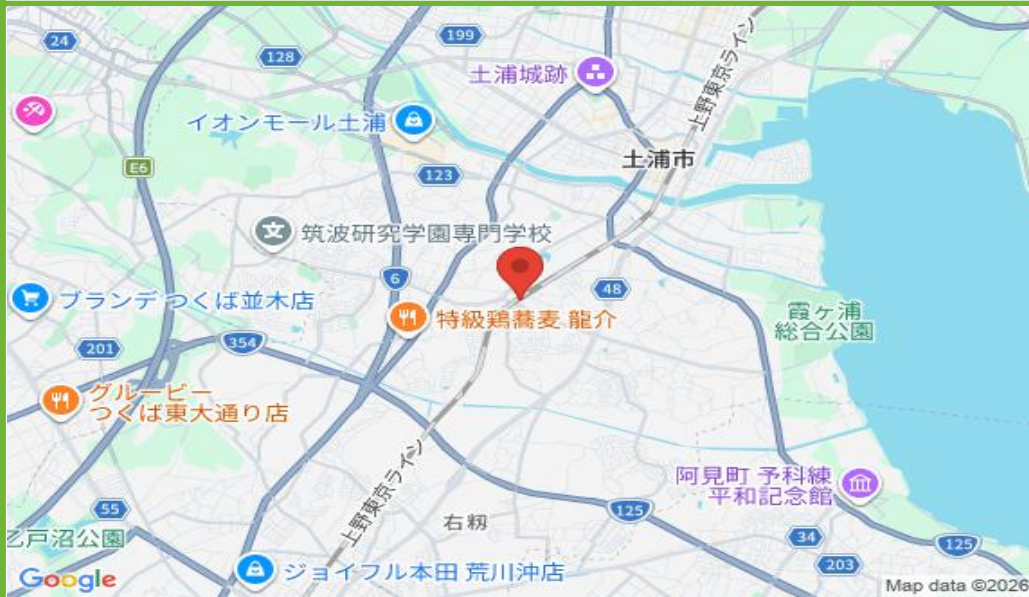 24
128
199
上野東京ライン
土浦城跡
イオンモール土浦
土浦市
E6
123
筑波研究学園専門学校
6
48
ブランデ つくば並木店
特級鶏蕎麦 龍介
霞ヶ浦
総合公園
201
354
グルービー
つくば東大通り店
上野東京ライン
阿見町 予科練
平和記念館
55
右籾
125
乙戸沼公園
34
125
ジョイフル本田 荒川沖店
203
Google
Map data ©2026